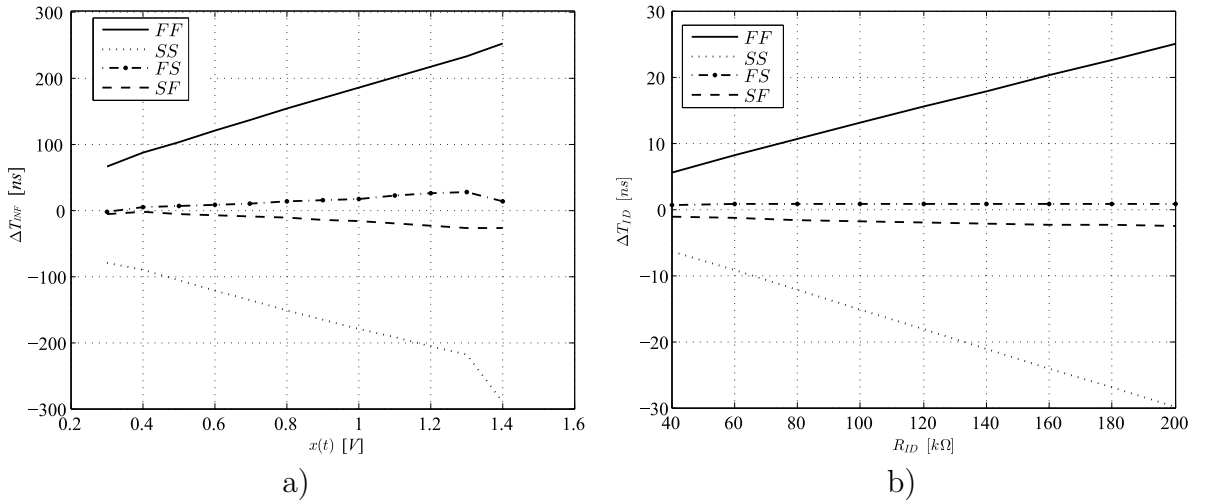 300
200
100
0
−100
−200
−300
0.2 0.4 0.6 0.8 1 1.2 1.4 1.6
ΔT_INF [ns]
x(t) [V]
FF
SS
FS
SF
a)
30
20
10
0
−10
−20
−30
40 60 80 100 120 140 160 180 200
ΔT_ID [ns]
R_ID [kΩ]
FF
SS
FS
SF
b)